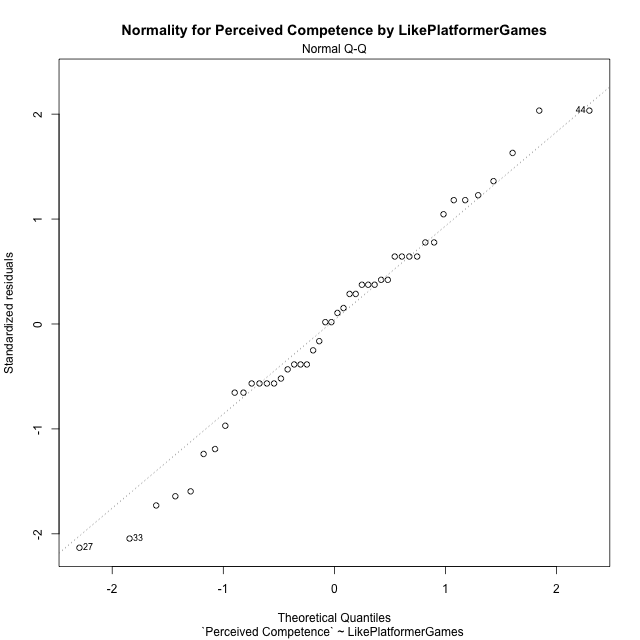 Normality for Perceived Competence by LikePlatformerGames
Normal Q-Q
Standardized residuals
2
1
0
-1
-2
44
33
27
-2 -1 0 1 2
Theoretical Quantiles
`Perceived Competence` ~ LikePlatformerGames